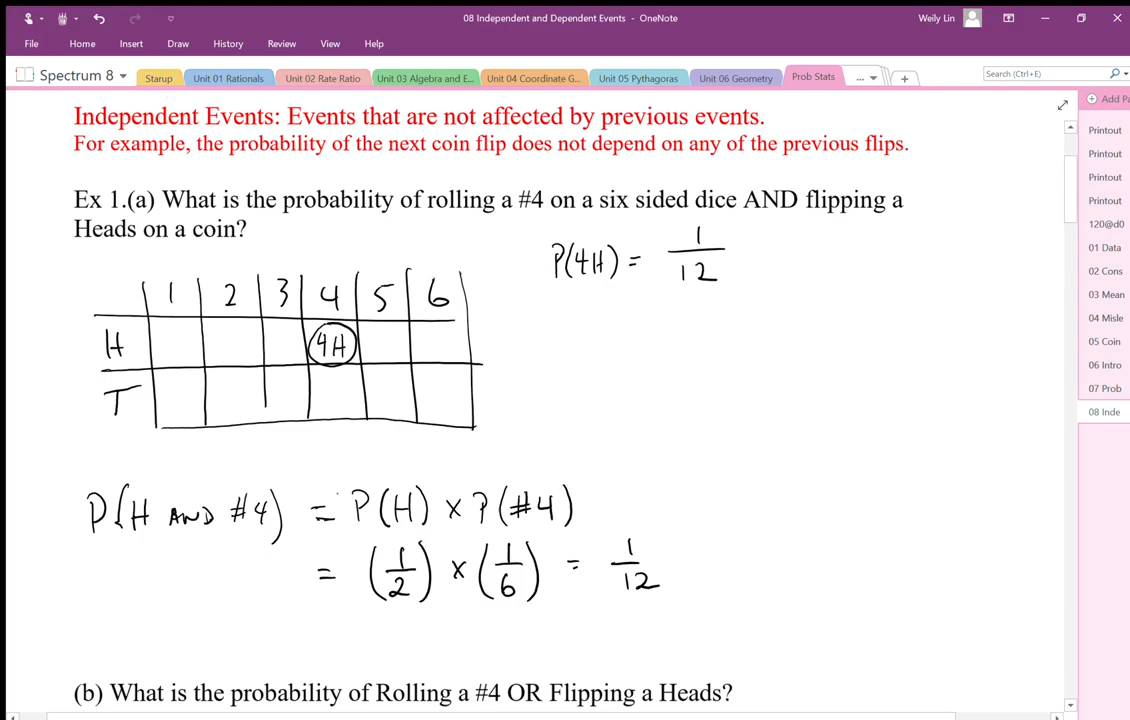 08 Independent and Dependent Events - OneNote
Weily Lin
File Home Insert Draw History Review View Help
Spectrum 8
Starup
Unit 01 Rationals
Unit 02 Rate Ratio
Unit 03 Algebra and E...
Unit 04 Coordinate G...
Unit 05 Pythagoras
Unit 06 Geometry
Prob Stats
...
Search (Ctrl+E)
Add Pa
Independent Events: Events that are not affected by previous events.
For example, the probability of the next coin flip does not depend on any of the previous flips.
Ex 1.(a) What is the probability of rolling a #4 on a six sided dice AND flipping a
Heads on a coin?
P(4H) = 1/12
1 2 3 4 5 6
H 4H
T
P(H AND #4) = P(H) x P(#4)
= (1/2) x (1/6) = 1/12
(b) What is the probability of Rolling a #4 OR Flipping a Heads?
Printout
Printout
Printout
Printout
120@d0
01 Data
02 Cons
03 Mean
04 Misle
05 Coin
06 Intro
07 Prob
08 Inde